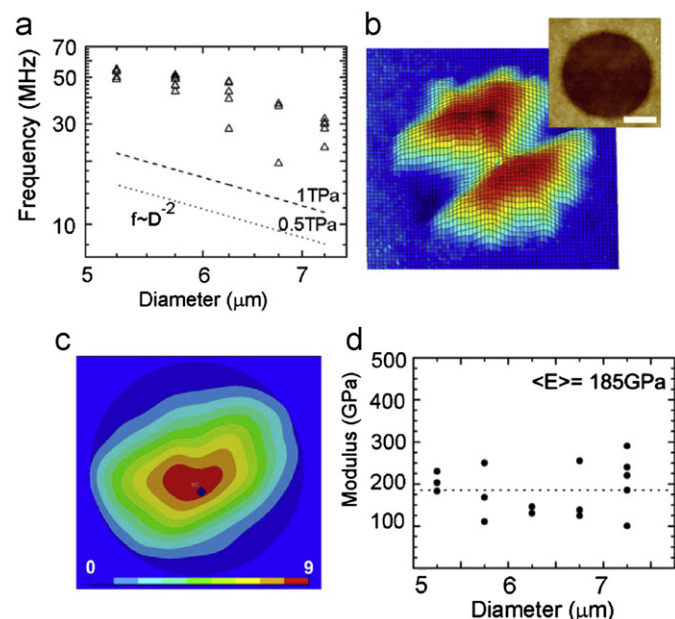 a
70
50
30
10
Frequency (MHz)
1TPa
0.5TPa
f~D⁻²
5
6
7
Diameter (μm)
b
c
0
9
d
500
400
300
200
100
Modulus (GPa)
<E>= 185GPa
5
6
7
Diameter (μm)